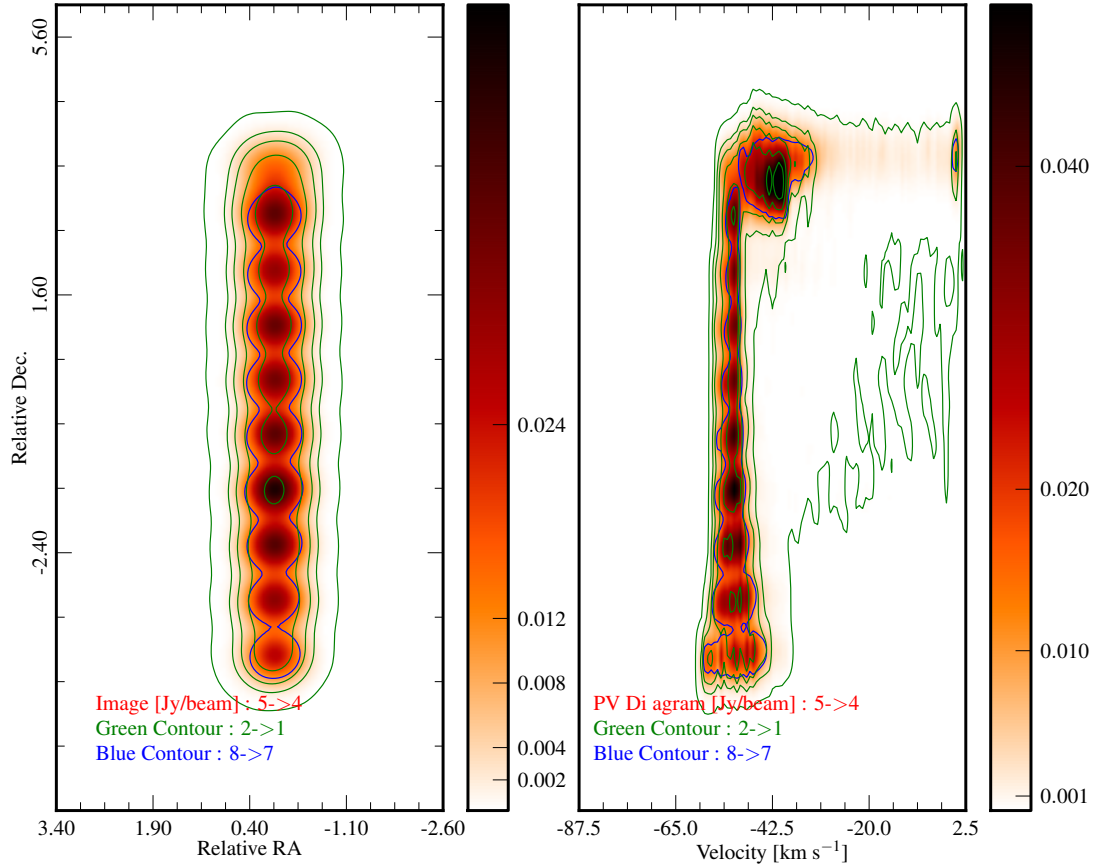 5.60
1.60
-2.40
Relative Dec.
3.40
1.90
0.40
-1.10
-2.60
Relative RA
Image [Jy/beam] : 5->4
Green Contour : 2->1
Blue Contour : 8->7
0.024
0.012
0.008
0.004
0.002
PV Di agram [Jy/beam] : 5->4
Green Contour : 2->1
Blue Contour : 8->7
-87.5
-65.0
-42.5
-20.0
2.5
Velocity [km s⁻¹]
0.040
0.020
0.010
0.001